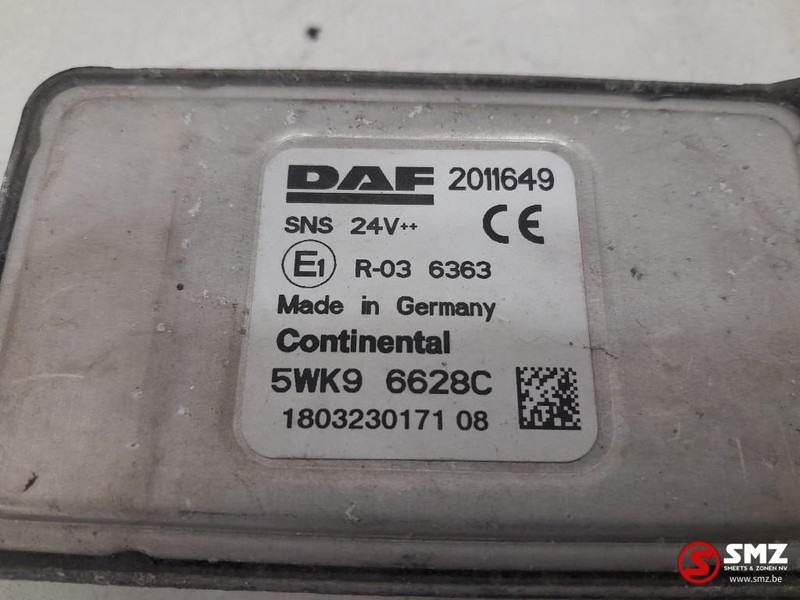 DAF 2011649
SNS 24V++
CE
E1 R-03 6363
Made in Germany
Continental
5WK9 6628C
1803230171 08
SMZ
SMEETS & ZONEN NV
www.smz.be